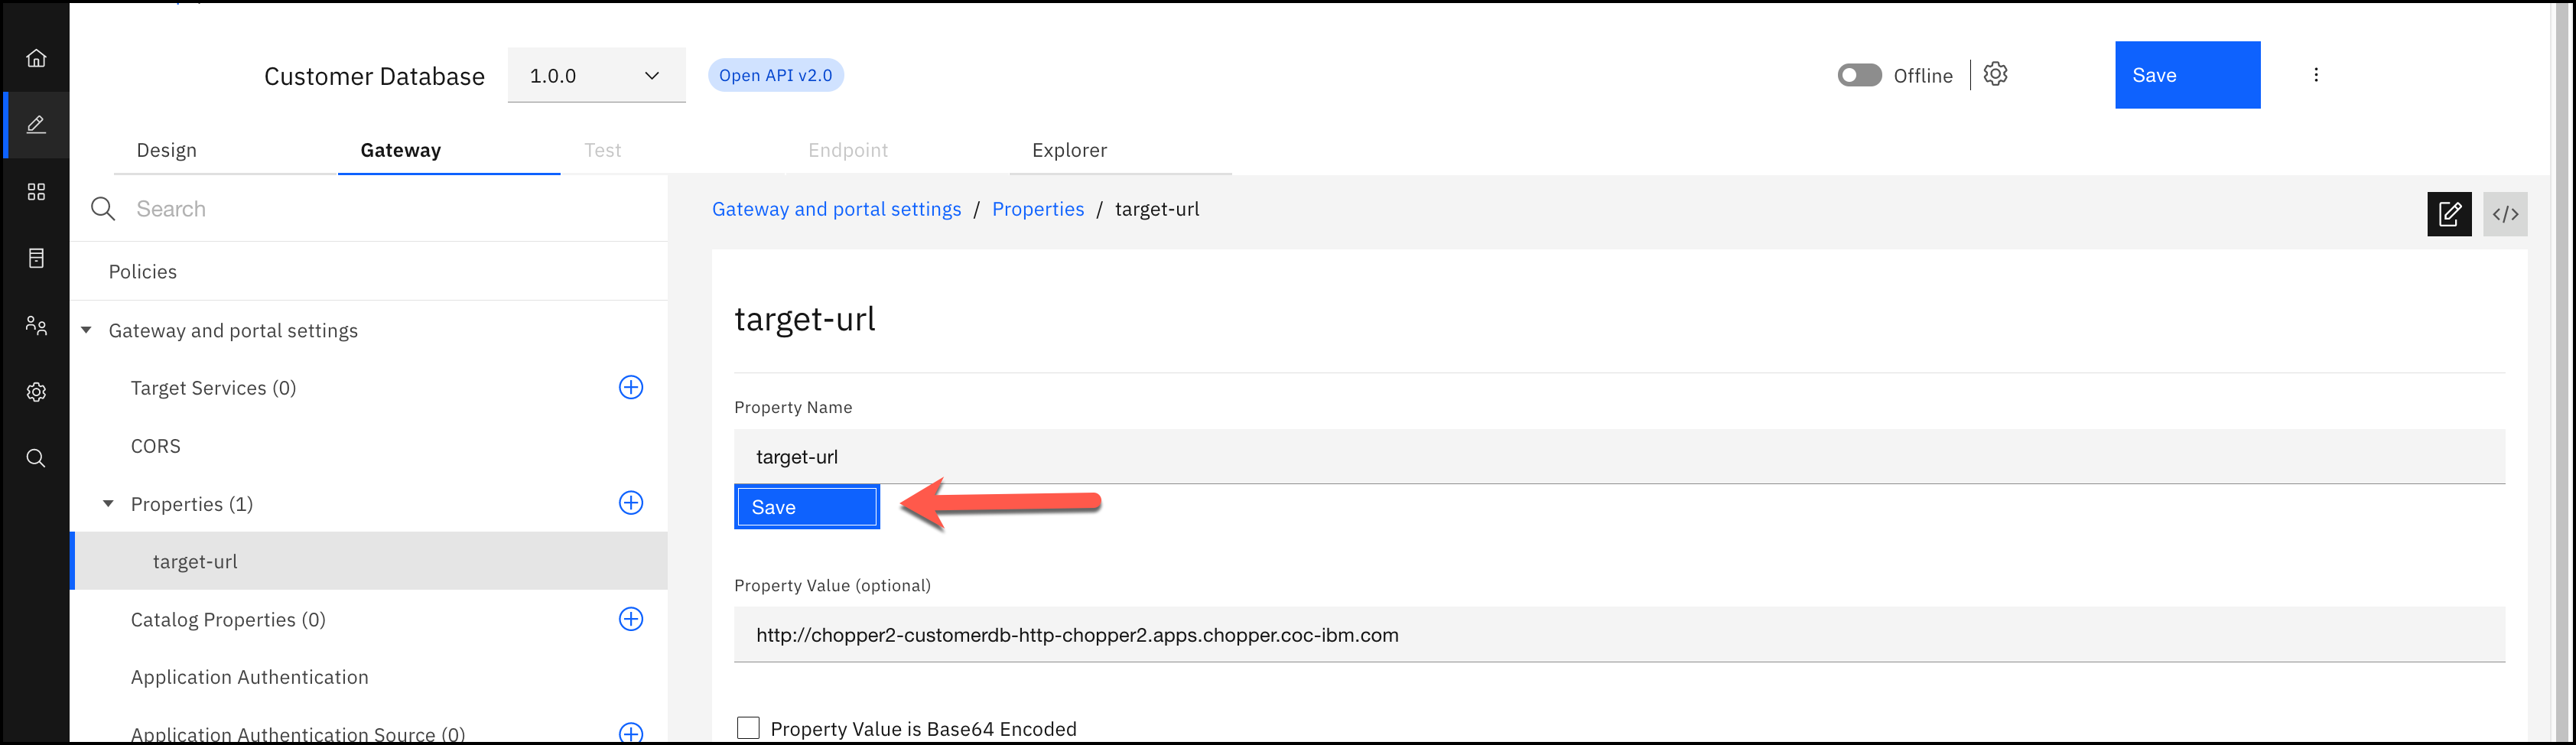 Customer Database
1.0.0
Open API v2.0
Offline
Save
Design
Gateway
Test
Endpoint
Explorer
Search
Policies
Gateway and portal settings
Target Services (0)
CORS
Properties (1)
target-url
Catalog Properties (0)
Application Authentication
Application Authentication Source (0)
Gateway and portal settings / Properties / target-url
</>
target-url
Property Name
target-url
Save
Property Value (optional)
http://chopper2-customerdb-http-chopper2.apps.chopper.coc-ibm.com
Property Value is Base64 Encoded